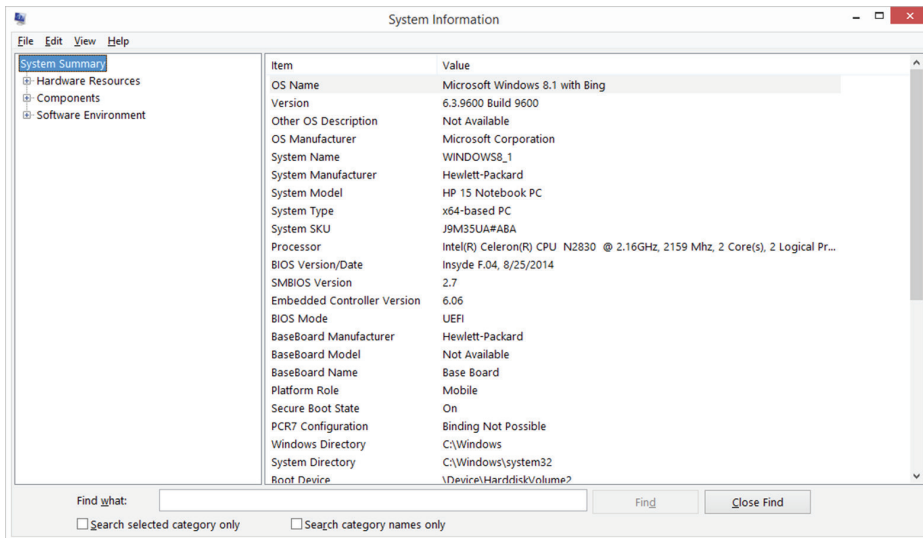 System Information
File Edit View Help
System Summary
Hardware Resources
Components
Software Environment
Item Value
OS Name Microsoft Windows 8.1 with Bing
Version 6.3.9600 Build 9600
Other OS Description Not Available
OS Manufacturer Microsoft Corporation
System Name WINDOWS8_1
System Manufacturer Hewlett-Packard
System Model HP 15 Notebook PC
System Type x64-based PC
System SKU J9M35UA#ABA
Processor Intel(R) Celeron(R) CPU N2830 @ 2.16GHz, 2159 Mhz, 2 Core(s), 2 Logical Pr...
BIOS Version/Date Insyde F.04, 8/25/2014
SMBIOS Version 2.7
Embedded Controller Version 6.06
BIOS Mode UEFI
BaseBoard Manufacturer Hewlett-Packard
BaseBoard Model Not Available
BaseBoard Name Base Board
Platform Role Mobile
Secure Boot State On
PCR7 Configuration Binding Not Possible
Windows Directory C:\Windows
System Directory C:\Windows\system32
Boot Device \Device\HarddiskVolume2
Find what: Find Close Find
Search selected category only Search category names only